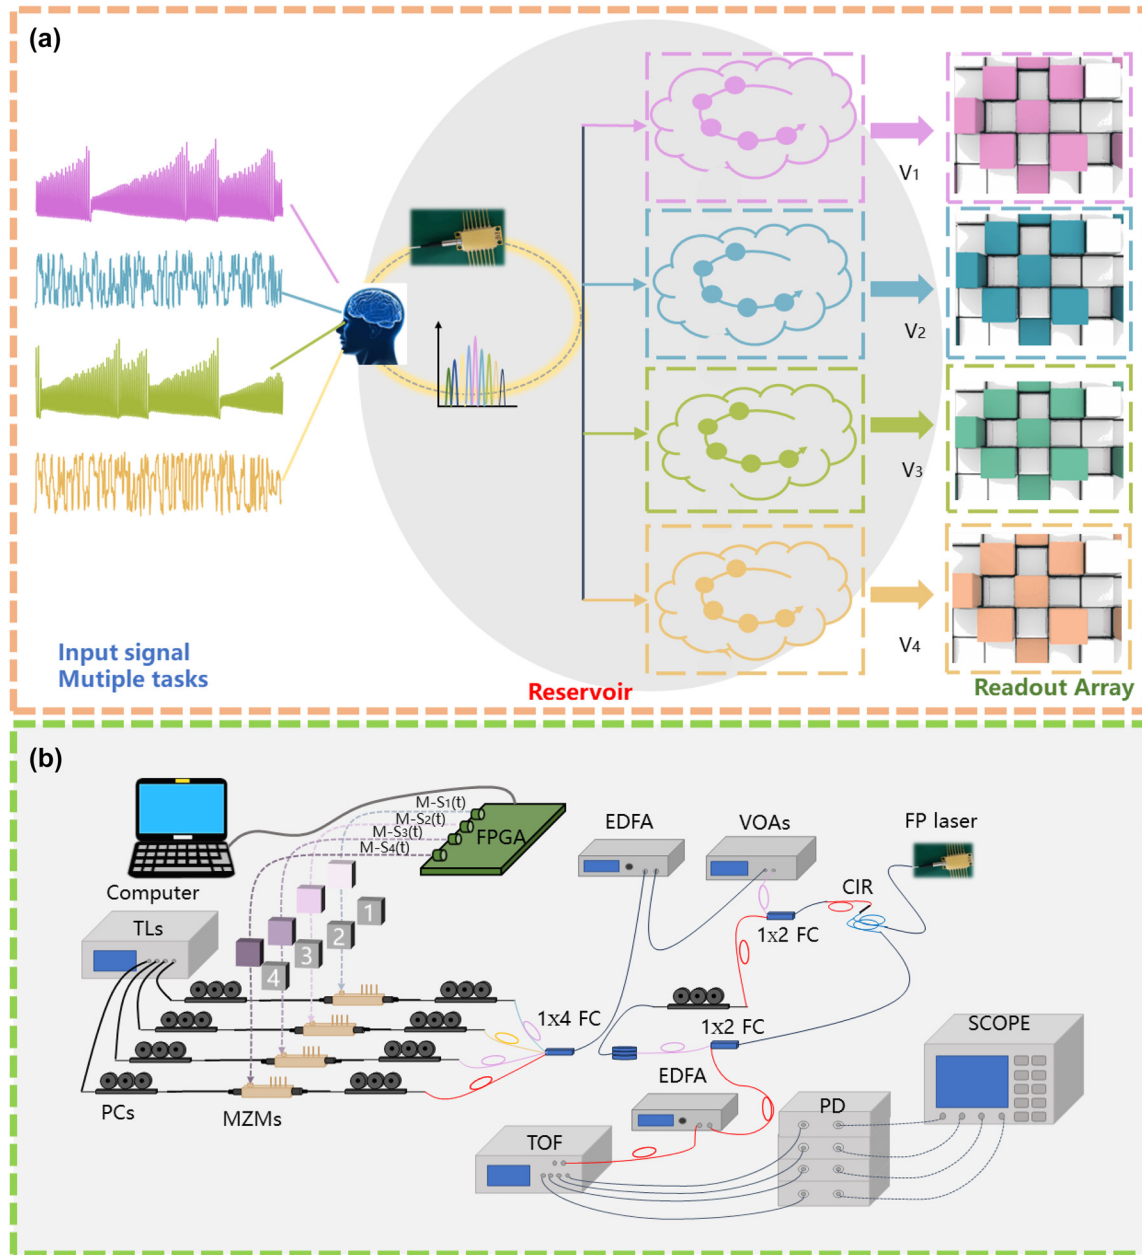 (a)
V1
V2
V3
V4
Input signal
Mutiple tasks
Reservoir
Readout Array
(b)
M-S1(t)
M-S2(t)
M-S3(t)
M-S4(t)
FPGA
EDFA
VOAs
FP laser
Computer
CIR
TLs
1
2
3
4
1x2 FC
1x4 FC
1x2 FC
SCOPE
EDFA
PD
PCs
MZMs
TOF